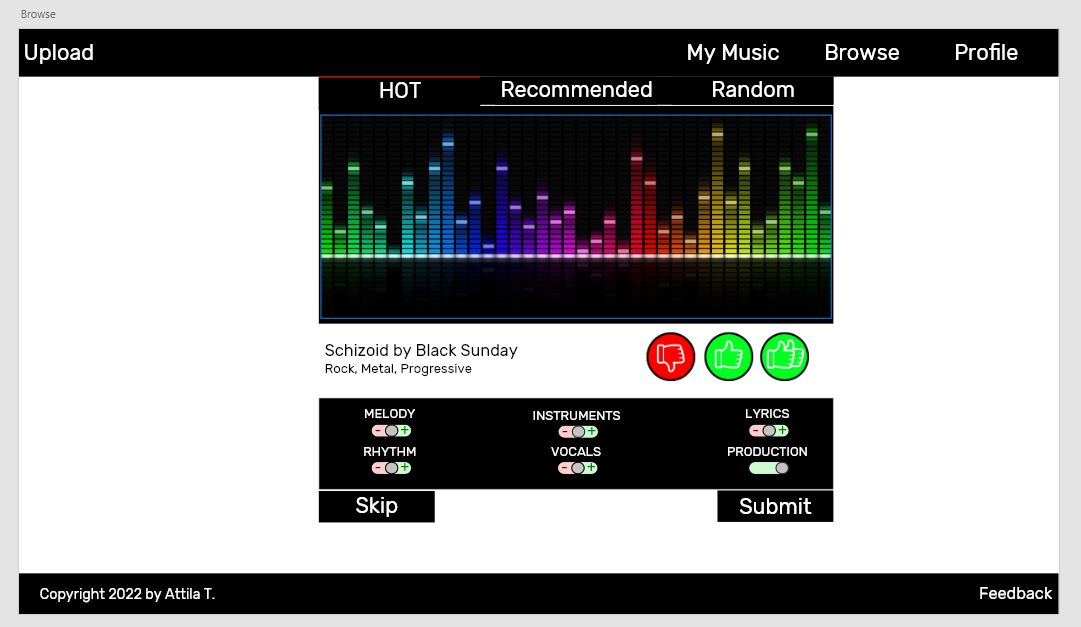 Browse
Upload
My Music
Browse
Profile
HOT
Recommended
Random
Schizoid by Black Sunday
Rock, Metal, Progressive
MELODY
INSTRUMENTS
LYRICS
- +
- +
- +
RHYTHM
VOCALS
PRODUCTION
- +
- +
Skip
Submit
Copyright 2022 by Attila T.
Feedback